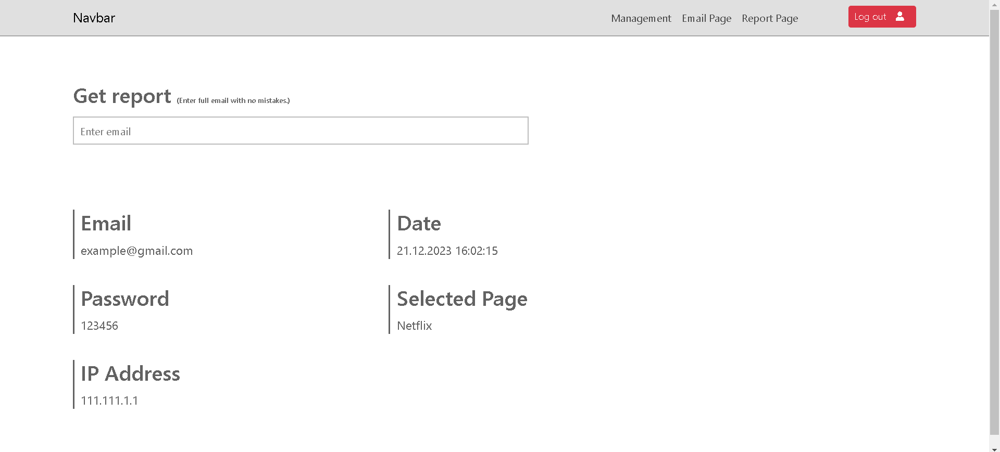 Navbar
Management Email Page Report Page
Log out
Get report (Enter full email with no mistakes.)
Enter email
Email
example@gmail.com
Date
21.12.2023 16:02:15
Password
123456
Selected Page
Netflix
IP Address
111.111.1.1